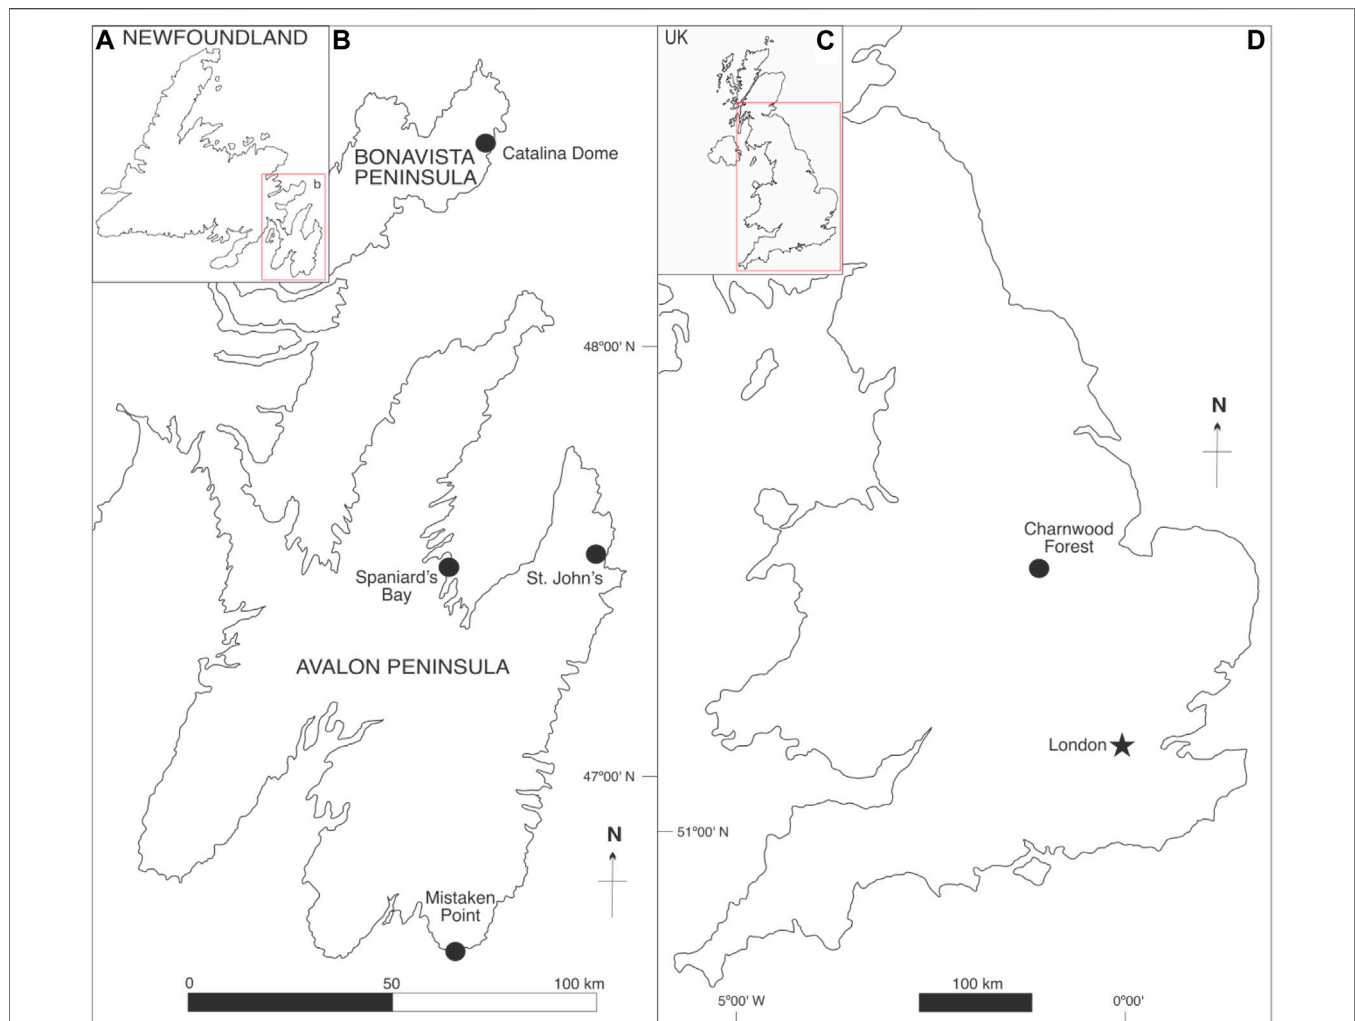 A NEWFOUNDLAND
b
B
BONAVISTA
PENINSULA
Catalina Dome
48°00' N
Spaniard's
Bay
St. John's
AVALON PENINSULA
47°00' N
N
Mistaken
Point
0 50 100 km
UK C
D
N
Charnwood
Forest
London
51°00' N
5°00' W
100 km
0°00'